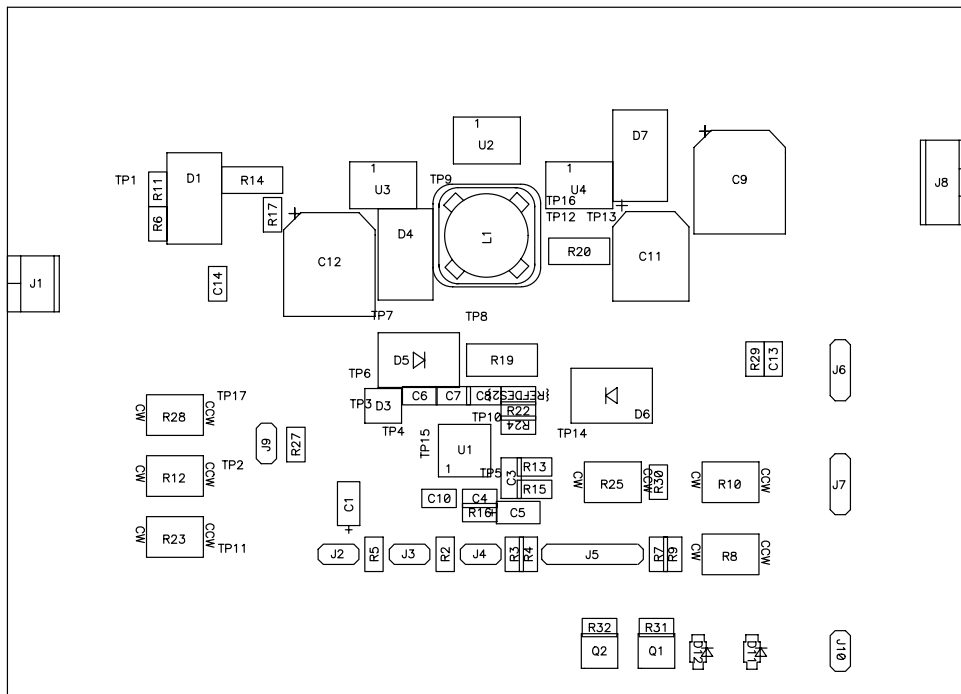 1
U2
D7
C9
1
U3
1
U4
TP1
R11
D1
R14
TP9
J8
TP16
TP12
TP13
R6
R17
D4
L1
R20
C11
C12
J1
C14
TP7
TP8
D5
R19
R29
C13
J6
TP6
TP3
D3
C6
C7
C8
{REFDES2}
D6
TP17
R28
CW
CCW
TP4
TP10
R22
R24
TP14
J9
R27
TP15
U1
1
TP2
R12
CW
CCW
TP5
C3
R13
R15
R25
CW
CCW
R30
R10
CW
CCW
J7
C1
C10
C4
R16
C5
R23
CW
CCW
TP11
J2
R5
J3
R2
J4
R3
R4
J5
R7
R9
R8
CW
CCW
R32
Q2
R31
Q1
D12
D11
J10